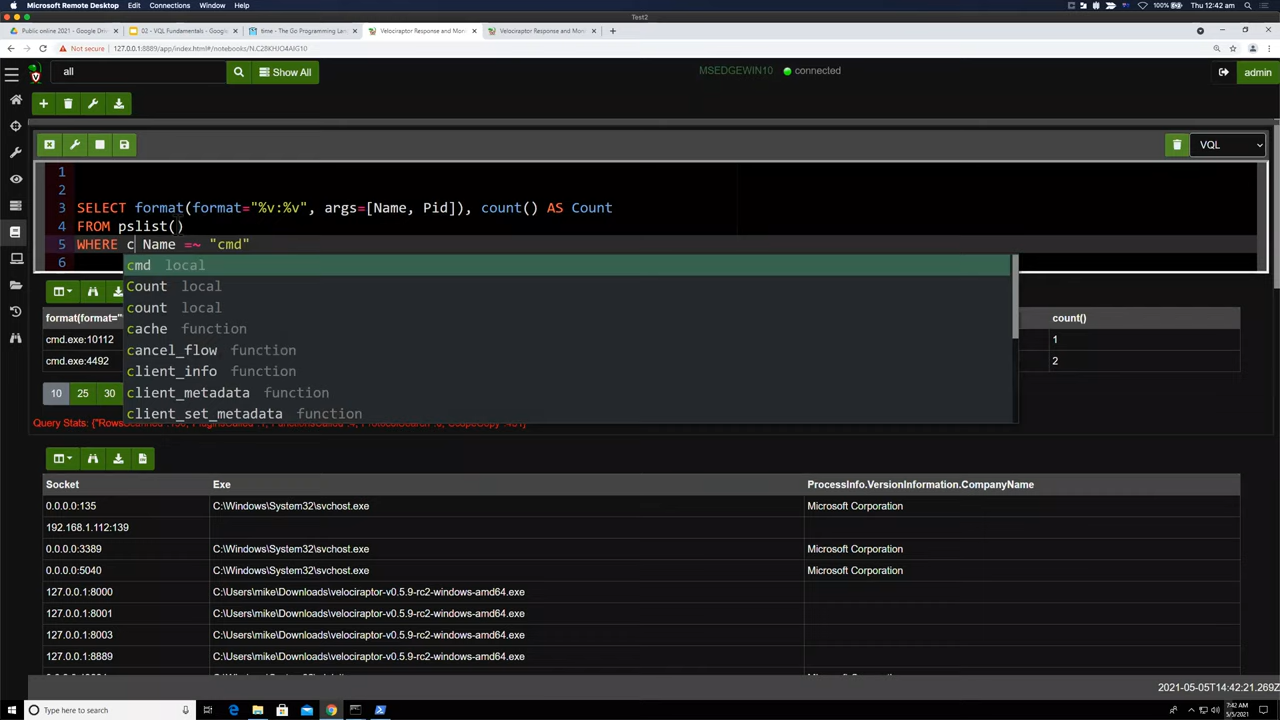 Microsoft Remote Desktop Edit Connections Window Help
100% Thu 12:42 am
Test2
Public online 2021 - Google Driv
02 - VQL Fundamentals - Google
time - The Go Programming Lan
Velociraptor Response and Mon
Velociraptor Response and Moni
Not secure 127.0.0.1:8889/app/index.html#/notebooks/N.C28KHJO4AIG10
all
Show All
MSEDGEWIN10 connected
admin
VQL
1
2
3 SELECT format(format="%v:%v", args=[Name, Pid]), count() AS Count
4 FROM pslist()
5 WHERE c Name =~ "cmd"
6
cmd local
Count local
count local
cache function
cancel_flow function
client_info function
client_metadata function
client_set_metadata function
format(format=" count()
cmd.exe:10112 1
cmd.exe:4492 2
10 25 30
Query Stats:
Socket Exe ProcessInfo.VersionInformation.CompanyName
0.0.0.0:135 C:\Windows\System32\svchost.exe Microsoft Corporation
192.168.1.112:139
0.0.0.0:3389 C:\Windows\System32\svchost.exe Microsoft Corporation
0.0.0.0:5040 C:\Windows\System32\svchost.exe Microsoft Corporation
127.0.0.1:8000 C:\Users\mike\Downloads\velociraptor-v0.5.9-rc2-windows-amd64.exe
127.0.0.1:8001 C:\Users\mike\Downloads\velociraptor-v0.5.9-rc2-windows-amd64.exe
127.0.0.1:8003 C:\Users\mike\Downloads\velociraptor-v0.5.9-rc2-windows-amd64.exe
127.0.0.1:8889 C:\Users\mike\Downloads\velociraptor-v0.5.9-rc2-windows-amd64.exe
2021-05-05T14:42:21.269Z
Type here to search
7:42 AM
5/5/2021